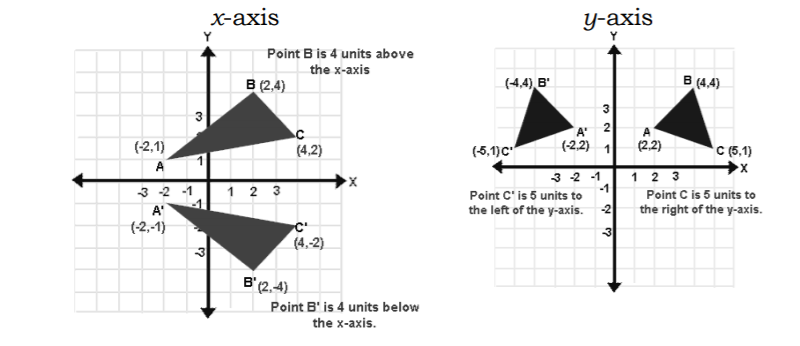 x-axis
Y
Point B is 4 units above
the x-axis
B (2,4)
3
2
(-2,1)
C
(4,2)
A
1
X
-3 -2 -1 1 2 3
A'
-1
(-2,-1)
C'
(4,-2)
-3
B' (2,-4)
Point B' is 4 units below
the x-axis.
y-axis
Y
(-4,4) B'
B (4,4)
3
2
A'
(-2,2)
A
(2,2)
(-5,1) C'
1
C (5,1)
X
-3 -2 -1 1 2 3
-1
Point C' is 5 units to
the left of the y-axis.
Point C is 5 units to
the right of the y-axis.
-2
-3